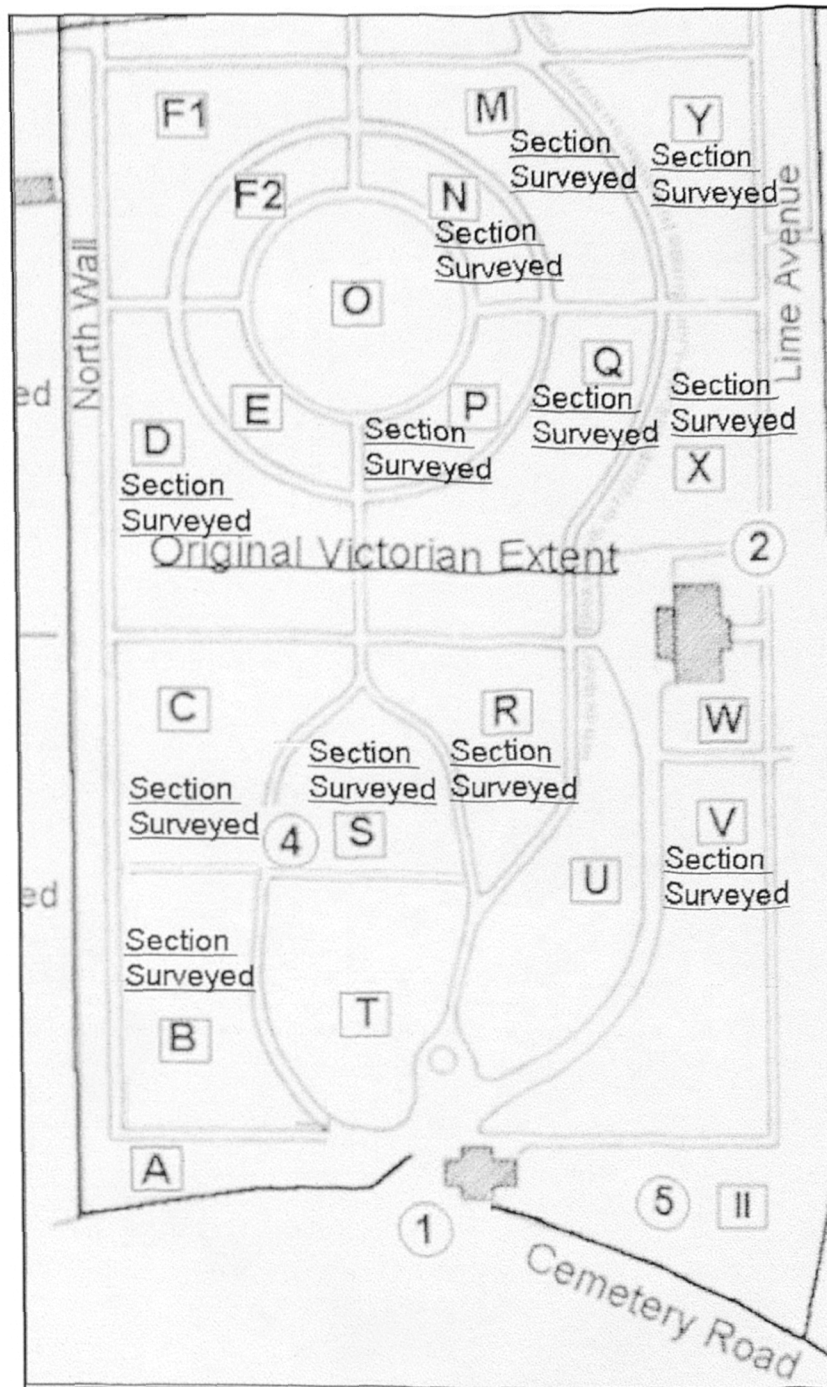 F1
M
Y
Section
Surveyed
Section
Surveyed
F2
N
Section
Surveyed
North Wall
Lime Avenue
O
Q
Section
Surveyed
Section
Surveyed
X
ed
E
P
Section
Surveyed
D
Section
Surveyed
Original Victorian Extent
2
C
R
W
Section
Surveyed
Section
Surveyed
Section
Surveyed
4
S
V
Section
Surveyed
U
ed
Section
Surveyed
B
T
A
1
5
II
Cemetery Road